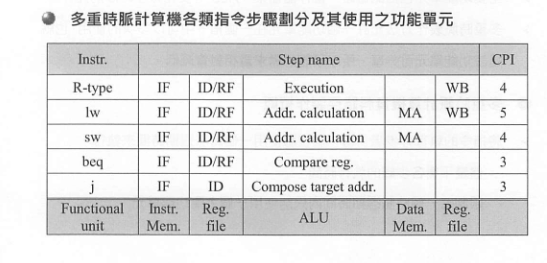 多重時脈計算機各類指令步驟劃分及其使用之功能單元
Instr. Step name CPI
R-type IF ID/RF Execution WB 4
lw IF ID/RF Addr. calculation MA WB 5
sw IF ID/RF Addr. calculation MA 4
beq IF ID/RF Compare reg. 3
j IF ID Compose target addr. 3
Functional unit Instr. Mem. Reg. file ALU Data Mem. Reg. file